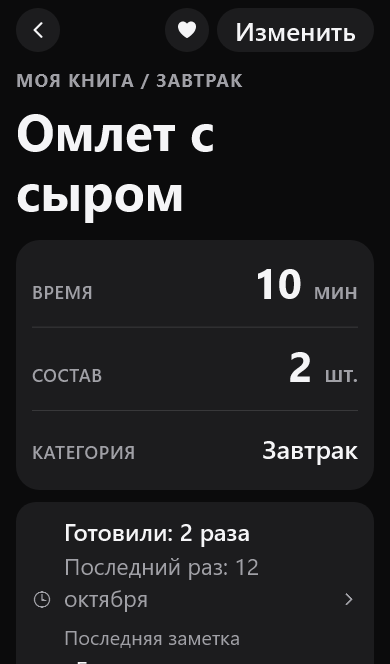 Изменить
МОЯ КНИГА / ЗАВТРАК
Омлет с
сыром
ВРЕМЯ 10 мин
СОСТАВ 2 шт.
КАТЕГОРИЯ Завтрак
Готовили: 2 раза
Последний раз: 12
октября
Последняя заметка